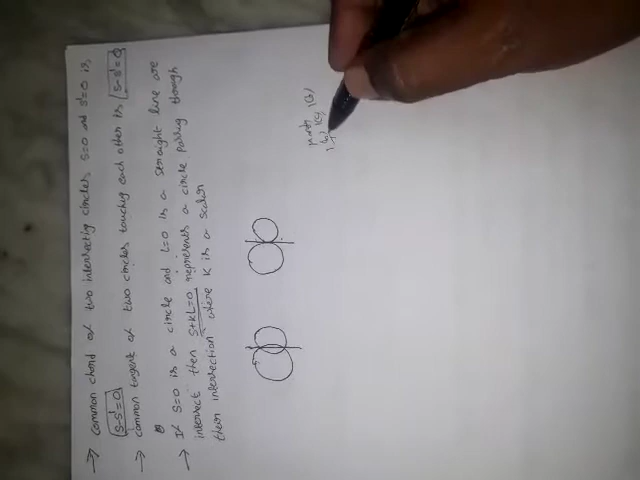 → common chord of two intersecting circles S=0 and S'=0 is
S-S'=0
→ common tangent of two circles touching each other is S-S'=0
→ If S=0 is a circle and L=0 is a straight line are
intersect then S+KL=0 represents a circle passing through
their intersection where K is a scalar